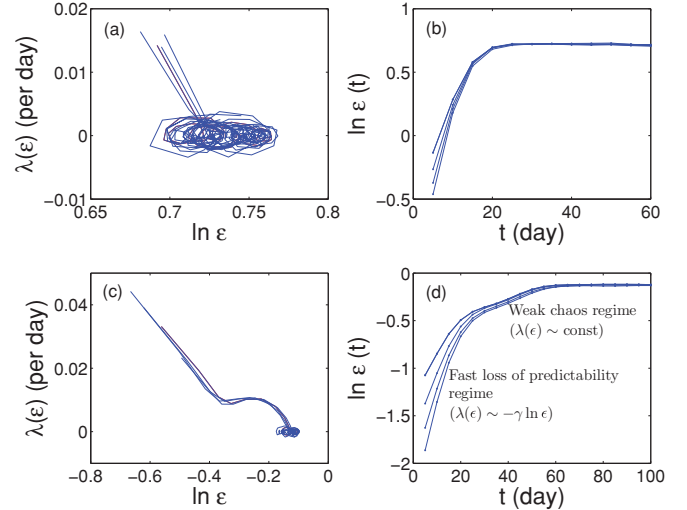 (a)
0.02
0.01
0
−0.01
λ(ε) (per day)
0.65
0.7
0.75
0.8
ln ε
(b)
1
0.5
0
−0.5
ln ε (t)
0
20
40
60
t (day)
(c)
0.04
0.02
0
λ(ε) (per day)
−0.8
−0.6
−0.4
−0.2
0
ln ε
(d)
0
−0.5
−1
−1.5
−2
ln ε (t)
Weak chaos regime
(λ(ϵ) ∼ const)
Fast loss of predictability
regime
(λ(ϵ) ∼ −γ ln ϵ)
0
20
40
60
80
100
t (day)